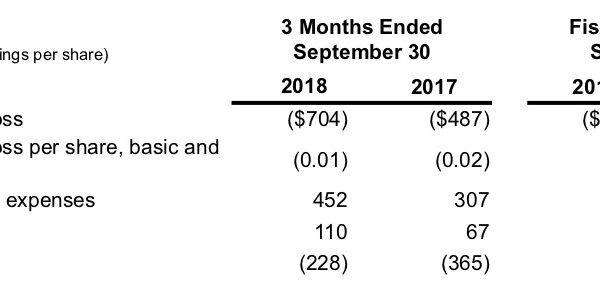 3 Months Ended Fis
September 30 S
ings per share)
2018 2017 201
oss ($704) ($487) ($
oss per share, basic and
(0.01) (0.02)
expenses 452 307
110 67
(228) (365)